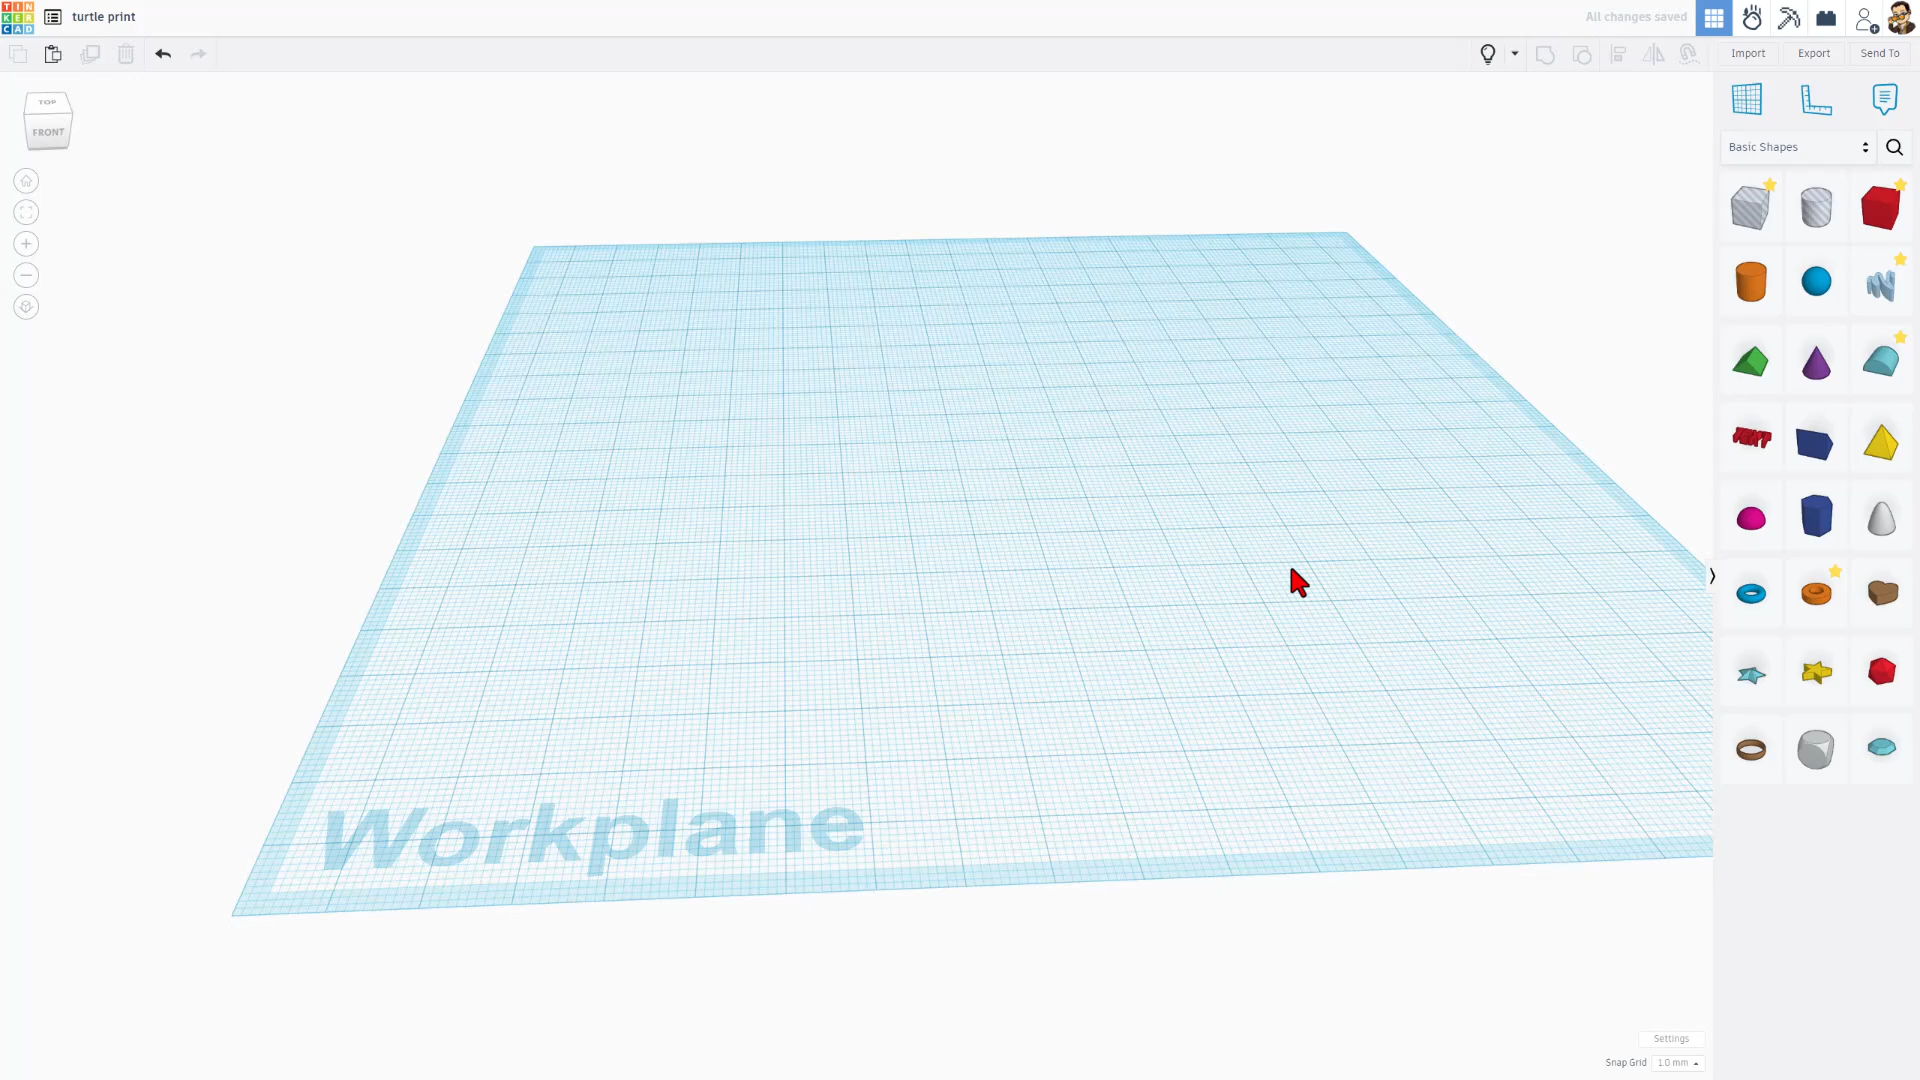 TIN
KER
CAD
turtle print
All changes saved
Import
Export
Send To
TOP
FRONT
Basic Shapes
TEXT
Workplane
Settings
Snap Grid 1.0 mm